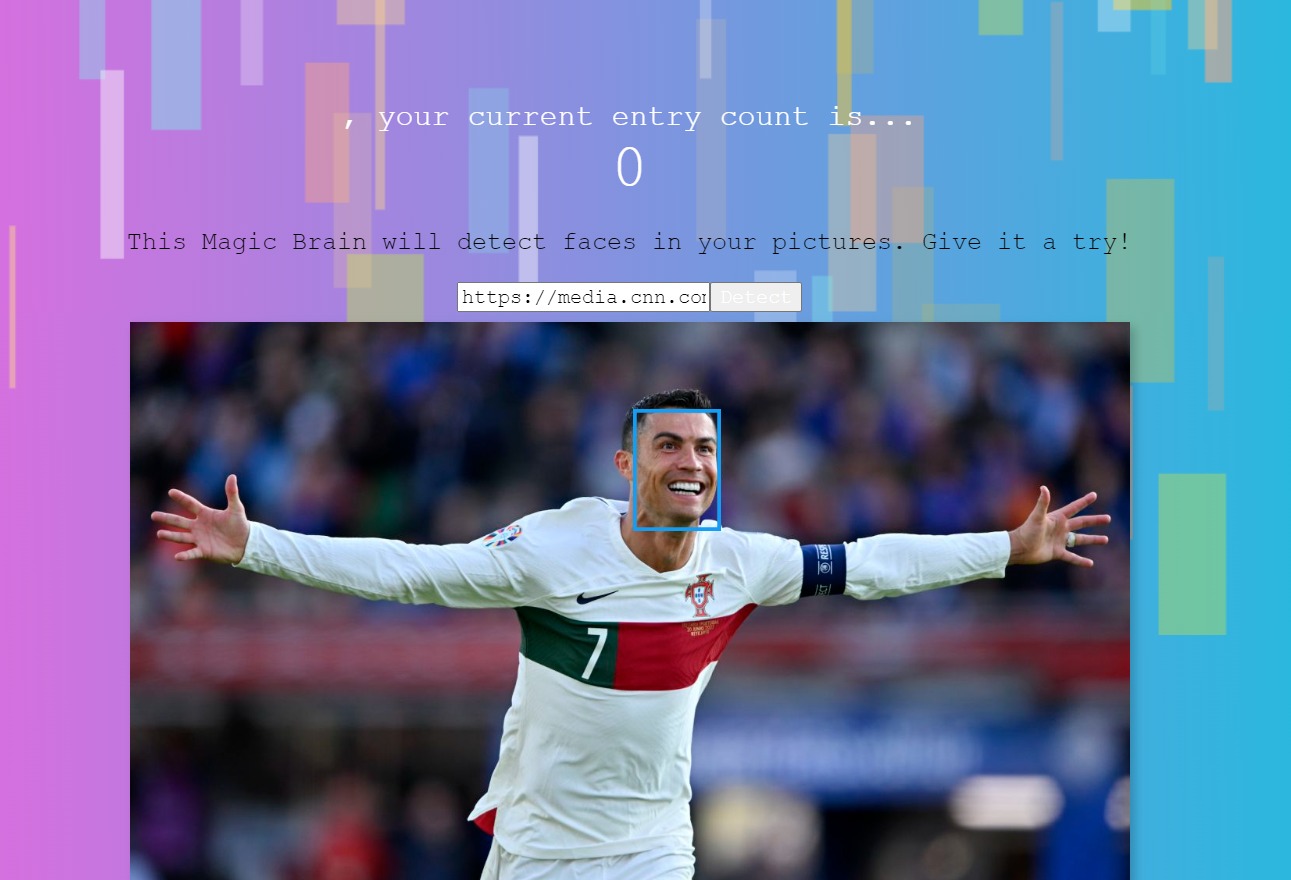 , your current entry count is...
0
This Magic Brain will detect faces in your pictures. Give it a try!
https://media.cnn.co
Detect
7